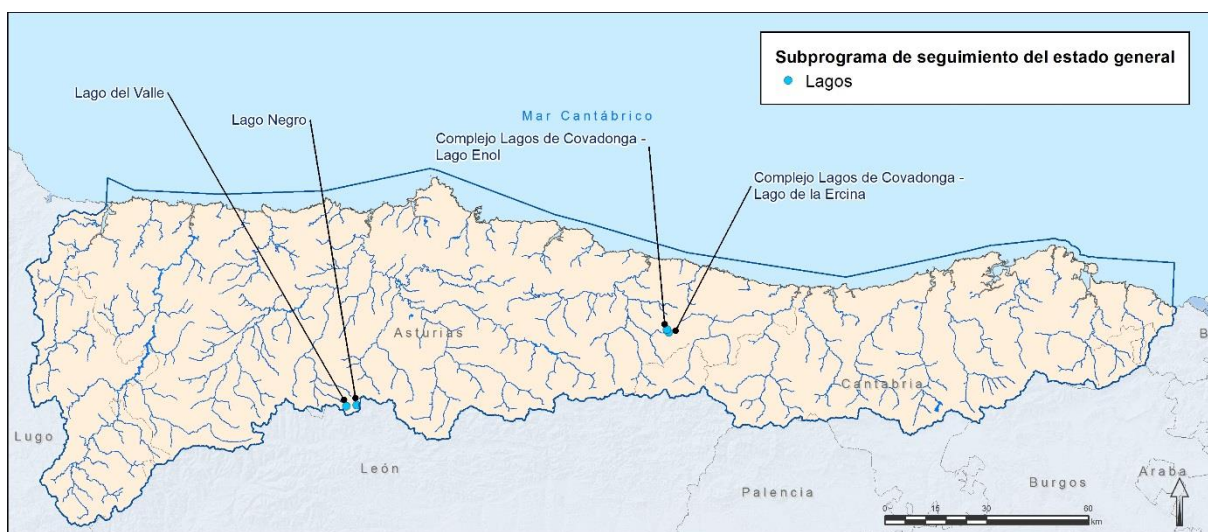 Subprograma de seguimiento del estado general
Lagos
Lago del Valle
Lago Negro
Mar Cantábrico
Complejo Lagos de Covadonga -
Lago Enol
Complejo Lagos de Covadonga -
Lago de la Ercina
Asturias
Cantabria
Lugo
León
Palencia
Burgos
Araba
B
0 15 30 60
km